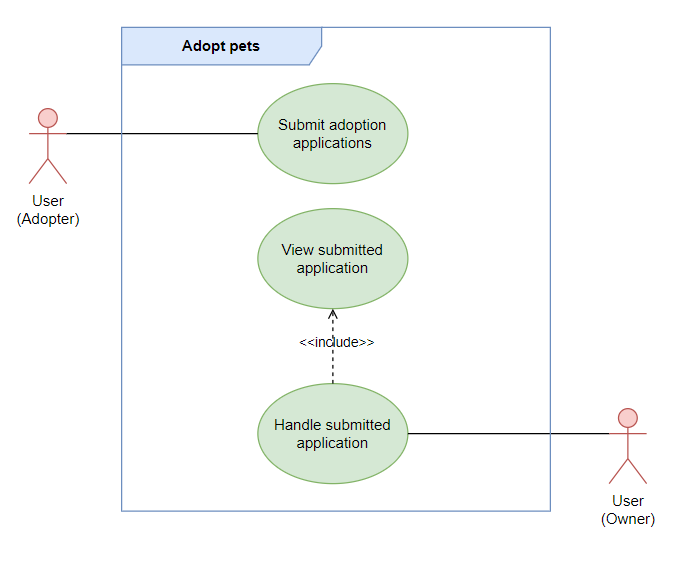 Adopt pets
Submit adoption
applications
User
(Adopter)
View submitted
application
<<include>>
Handle submitted
application
User
(Owner)